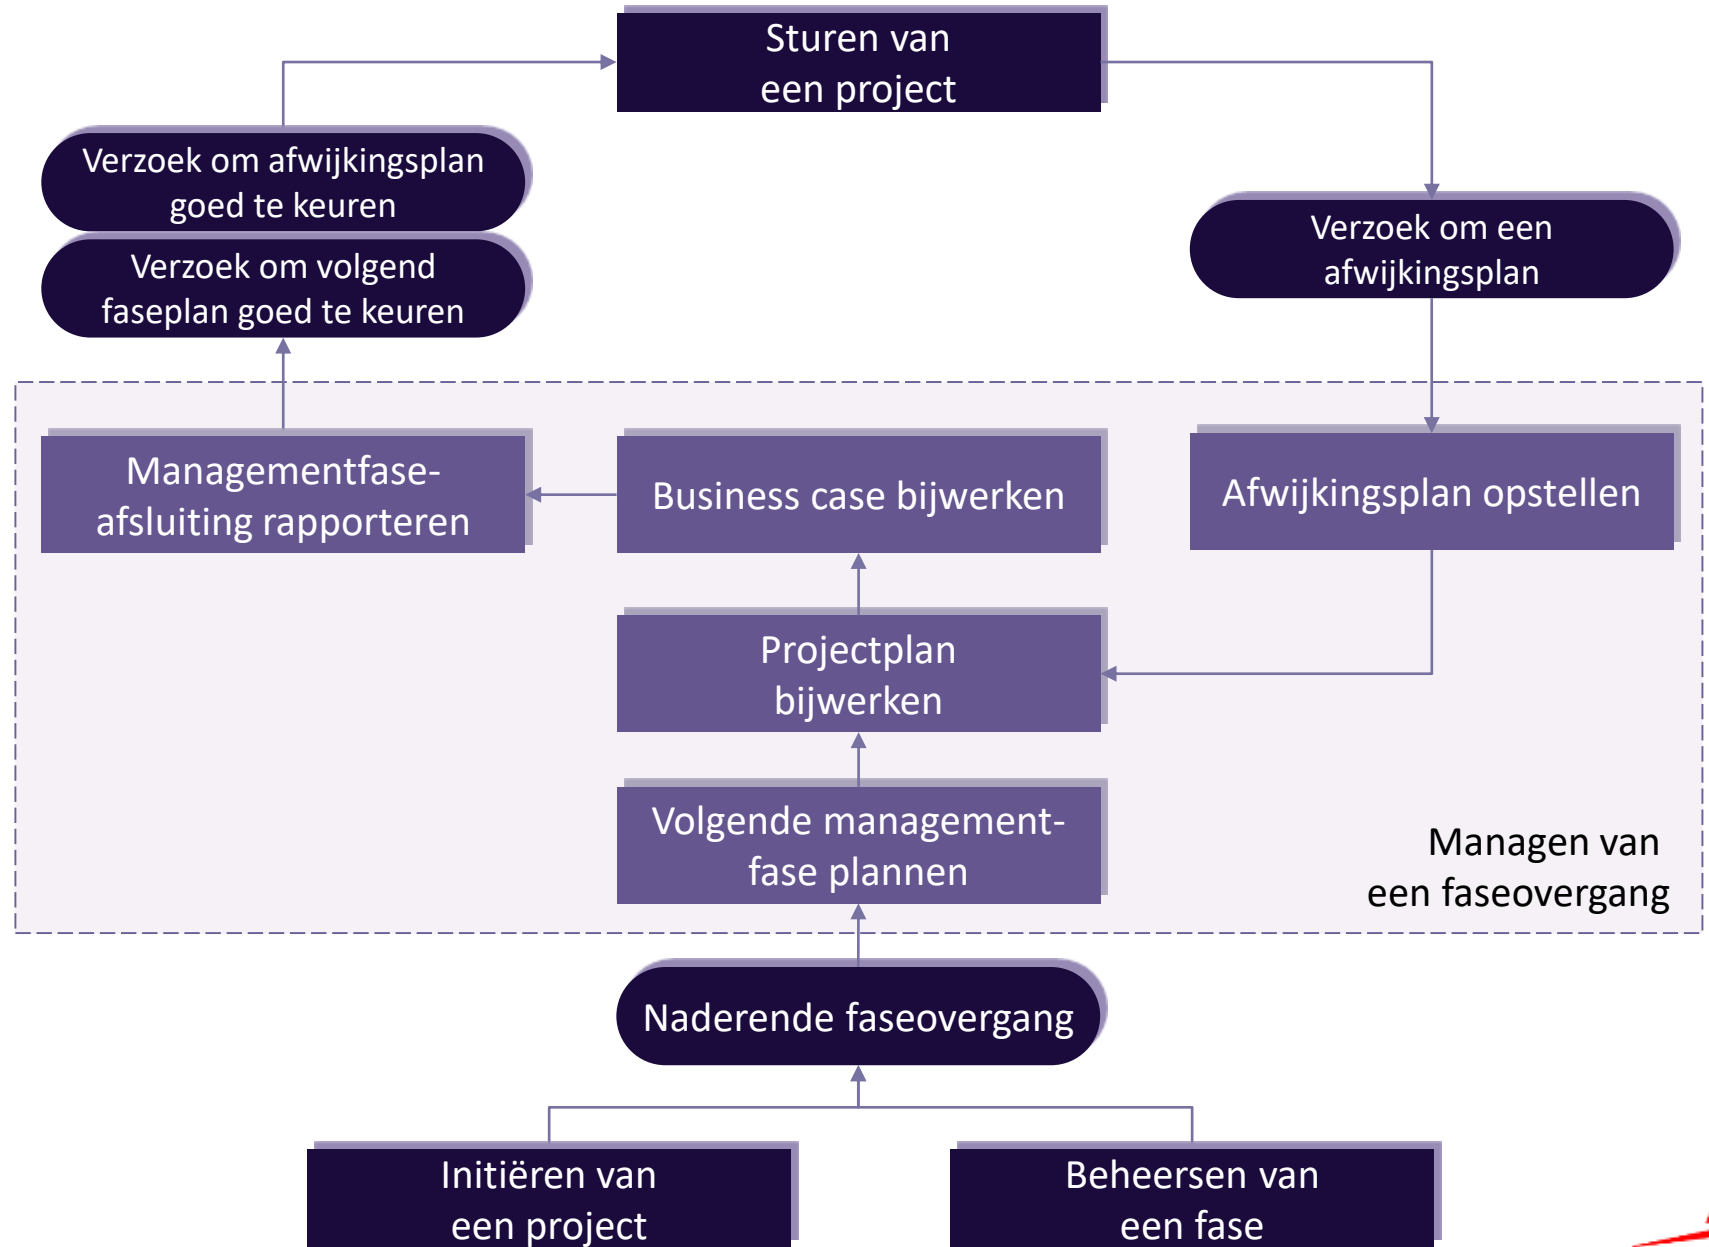 Sturen van
een project
Verzoek om afwijkingsplan
goed te keuren
Verzoek om volgend
faseplan goed te keuren
Verzoek om een
afwijkingsplan
Managementfase-
afsluiting rapporteren
Business case bijwerken
Afwijkingsplan opstellen
Projectplan
bijwerken
Volgende management-
fase plannen
Managen van
een faseovergang
Naderende faseovergang
Initiëren van
een project
Beheersen van
een fase